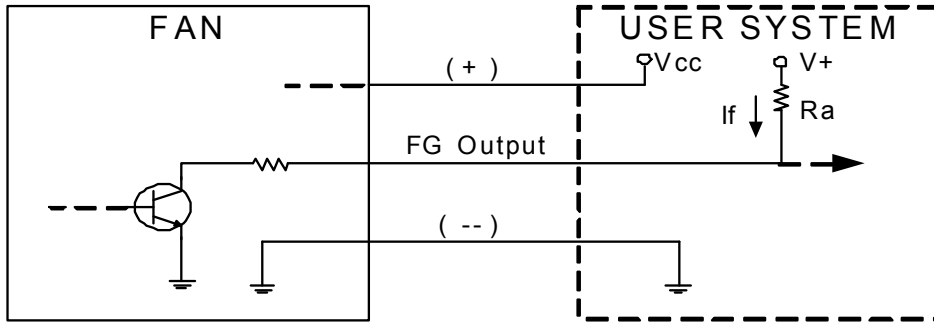 FAN
USER SYSTEM
(+)
Vcc
V+
If
Ra
FG Output
(--)